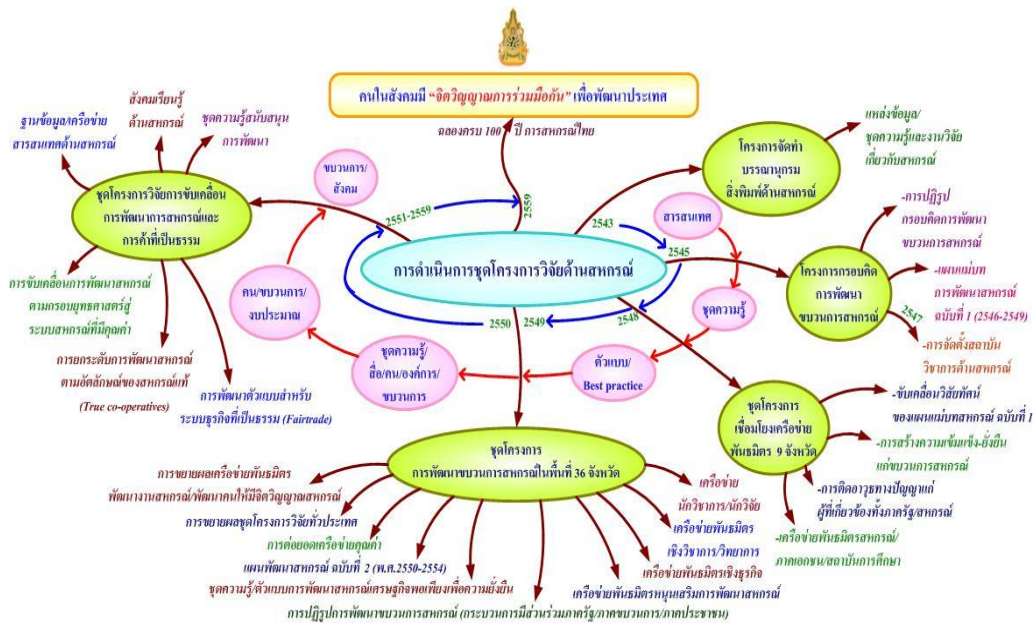 คนในสังคมมี “จิตวิญญาณการร่วมมือกัน” เพื่อพัฒนาประเทศ
ฉลองครบ 100 ปี การสหกรณ์ไทย
ฐานข้อมูล/เครือข่าย
สารสนเทศด้านสหกรณ์
สังคมเรียนรู้
ด้านสหกรณ์
ชุดความรู้สนับสนุน
การพัฒนา
ชุดโครงการวิจัยการขับเคลื่อน
การพัฒนาการสหกรณ์และ
การค้าที่เป็นธรรม
การขับเคลื่อนการพัฒนาสหกรณ์
ตามกรอบยุทธศาสตร์สู่
ระบบสหกรณ์ที่มีคุณค่า
การยกระดับการพัฒนาสหกรณ์
ตามอัตลักษณ์ของสหกรณ์แท้
(True co-operatives)
การพัฒนาตัวแบบสำหรับ
ระบบธุรกิจที่เป็นธรรม (Fairtrade)
ขบวนการ/
สังคม
2551-2559
2559
2543
2545
สารสนเทศ
การดำเนินการชุดโครงการวิจัยด้านสหกรณ์
คน/ขบวนการ/
งบประมาณ
2550
2549
2548
ชุดความรู้
ชุดความรู้/
สื่อ/คน/องค์การ/
ขบวนการ
ตัวแบบ/
Best practice
โครงการจัดทำ
บรรณานุกรม
สิ่งพิมพ์ด้านสหกรณ์
แหล่งข้อมูล/
ชุดความรู้และงานวิจัย
เกี่ยวกับสหกรณ์
โครงการกรอบคิด
การพัฒนา
ขบวนการสหกรณ์
-การปฏิรูป
กรอบคิดการพัฒนา
ขบวนการสหกรณ์
-แผนแม่บท
การพัฒนาสหกรณ์
ฉบับที่ 1 (2546-2549)
2547
-การจัดตั้งสถาบัน
วิชาการด้านสหกรณ์
ชุดโครงการ
เชื่อมโยงเครือข่าย
พันธมิตร 9 จังหวัด
-ขับเคลื่อนวิสัยทัศน์
ของแผนแม่บทสหกรณ์ ฉบับที่ 1
-การสร้างความเข้มแข็ง-ยั่งยืน
แก่ขบวนการสหกรณ์
-การติดอาวุธทางปัญญาแก่
ผู้ที่เกี่ยวข้องทั้งภาครัฐ/สหกรณ์
-เครือข่ายพันธมิตรสหกรณ์/
ภาคเอกชน/สถาบันการศึกษา
ชุดโครงการ
การพัฒนาขบวนการสหกรณ์ในพื้นที่ 36 จังหวัด
การขยายผลเครือข่ายพันธมิตร
พัฒนางานสหกรณ์/พัฒนาคนให้มีจิตวิญญาณสหกรณ์
การขยายผลชุดโครงการวิจัยทั่วประเทศ
การต่อยอดเครือข่ายคุณค่า
แผนพัฒนาสหกรณ์ ฉบับที่ 2 (พ.ศ.2550-2554)
ชุดความรู้/ตัวแบบการพัฒนาสหกรณ์เศรษฐกิจพอเพียงเพื่อความยั่งยืน
การปฏิรูปการพัฒนาขบวนการสหกรณ์ (กระบวนการมีส่วนร่วมภาครัฐ/ภาคขบวนการ/ภาคประชาชน)
เครือข่าย
นักวิชาการ/นักวิจัย
เครือข่ายพันธมิตร
เชิงวิชาการ/วิทยาการ
เครือข่ายพันธมิตรเชิงธุรกิจ
เครือข่ายพันธมิตรหนุนเสริมการพัฒนาสหกรณ์